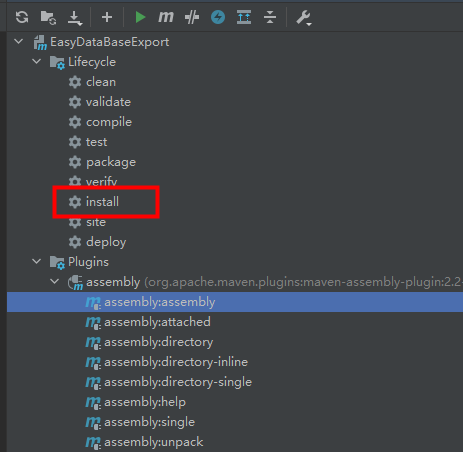 EasyDataBaseExport
Lifecycle
clean
validate
compile
test
package
verify
install
site
deploy
Plugins
assembly (org.apache.maven.plugins:maven-assembly-plugin:2.2-
assembly:assembly
assembly:attached
assembly:directory
assembly:directory-inline
assembly:directory-single
assembly:help
assembly:single
assembly:unpack